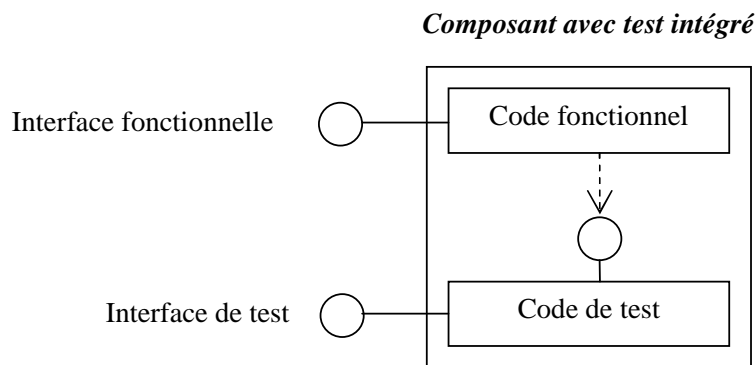 Composant avec test intégré
Interface fonctionnelle
Code fonctionnel
Interface de test
Code de test